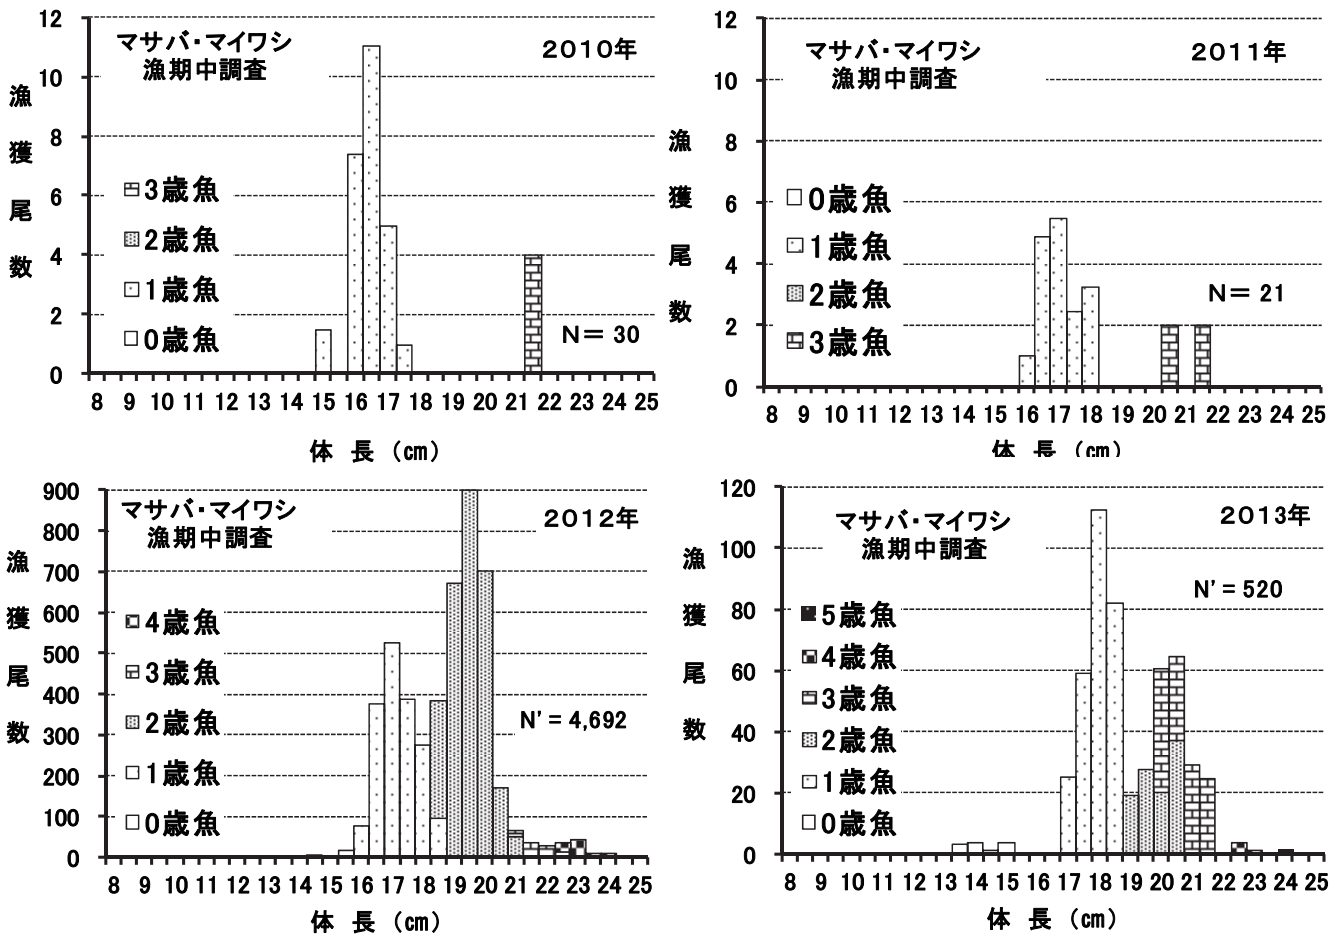 マサバ・マイワシ
漁期中調査
2010年
漁獲尾数
12
10
8
6
4
2
0
3歳魚
2歳魚
1歳魚
0歳魚
N＝ 30
8 9 10 11 12 13 14 15 16 17 18 19 20 21 22 23 24 25
体 長 (㎝)
マサバ・マイワシ
漁期中調査
2011年
漁獲尾数
12
10
8
6
4
2
0
0歳魚
1歳魚
2歳魚
3歳魚
N＝ 21
8 9 10 11 12 13 14 15 16 17 18 19 20 21 22 23 24 25
体 長 (㎝)
マサバ・マイワシ
漁期中調査
2012年
漁獲尾数
900
800
700
600
500
400
300
200
100
0
4歳魚
3歳魚
2歳魚
1歳魚
0歳魚
N’ = 4,692
8 9 10 11 12 13 14 15 16 17 18 19 20 21 22 23 24 25
体 長 (㎝)
マサバ・マイワシ
漁期中調査
2013年
漁獲尾数
120
100
80
60
40
20
0
N’ = 520
5歳魚
4歳魚
3歳魚
2歳魚
1歳魚
0歳魚
8 9 10 11 12 13 14 15 16 17 18 19 20 21 22 23 24 25
体 長 (㎝)